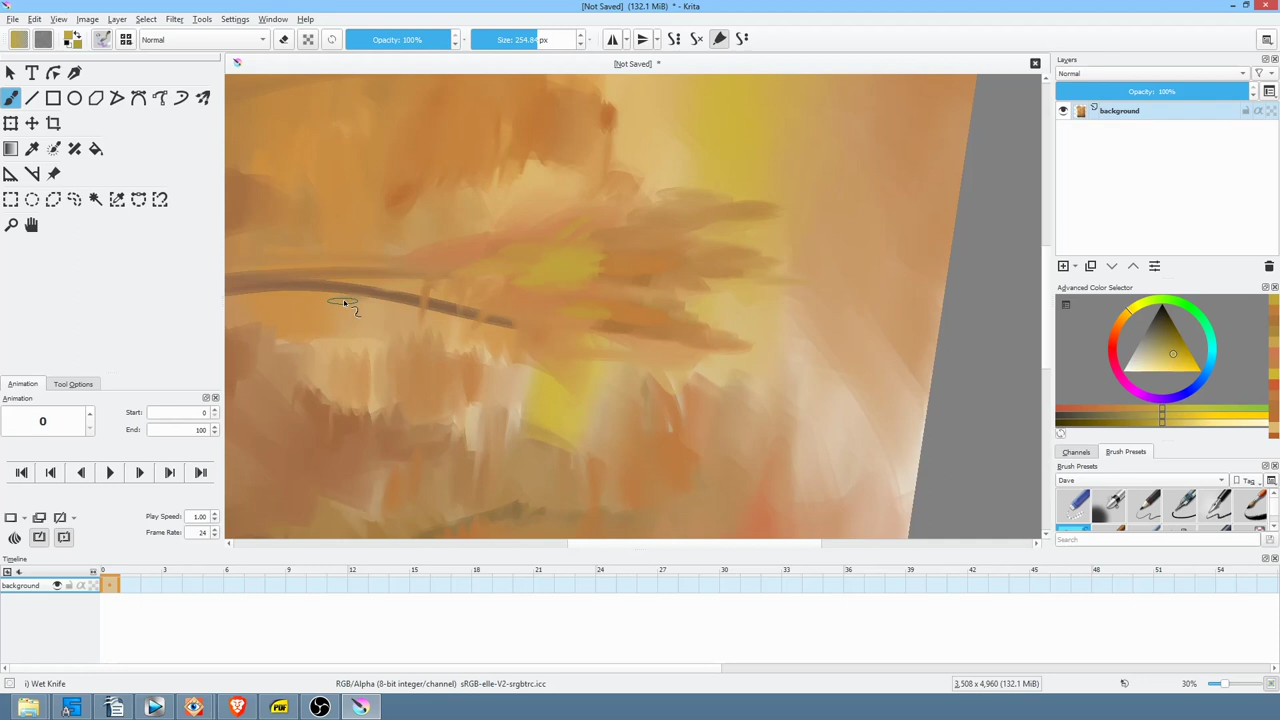 [Not Saved] (132.1 MiB) * - Krita
File Edit View Image Layer Select Filter Tools Settings Window Help
Normal Opacity: 100% Size: 254.84 px
[Not Saved] *
Layers
Normal
Opacity: 100%
background
Advanced Color Selector
Channels Brush Presets
Brush Presets
Dave Tag
Search
Animation Tool Options
Animation
0 Start: 0
End: 100
Play Speed: 1.00
Frame Rate: 24
Timeline
0 3 6 9 12 15 18 21 24 27 30 33 36 39 42 45 48 51 54
background
i) Wet Knife RGB/Alpha (8-bit integer/channel) sRGB-elle-V2-srgbtrc.icc 3,508 x 4,960 (132.1 MiB) 30%
PDF